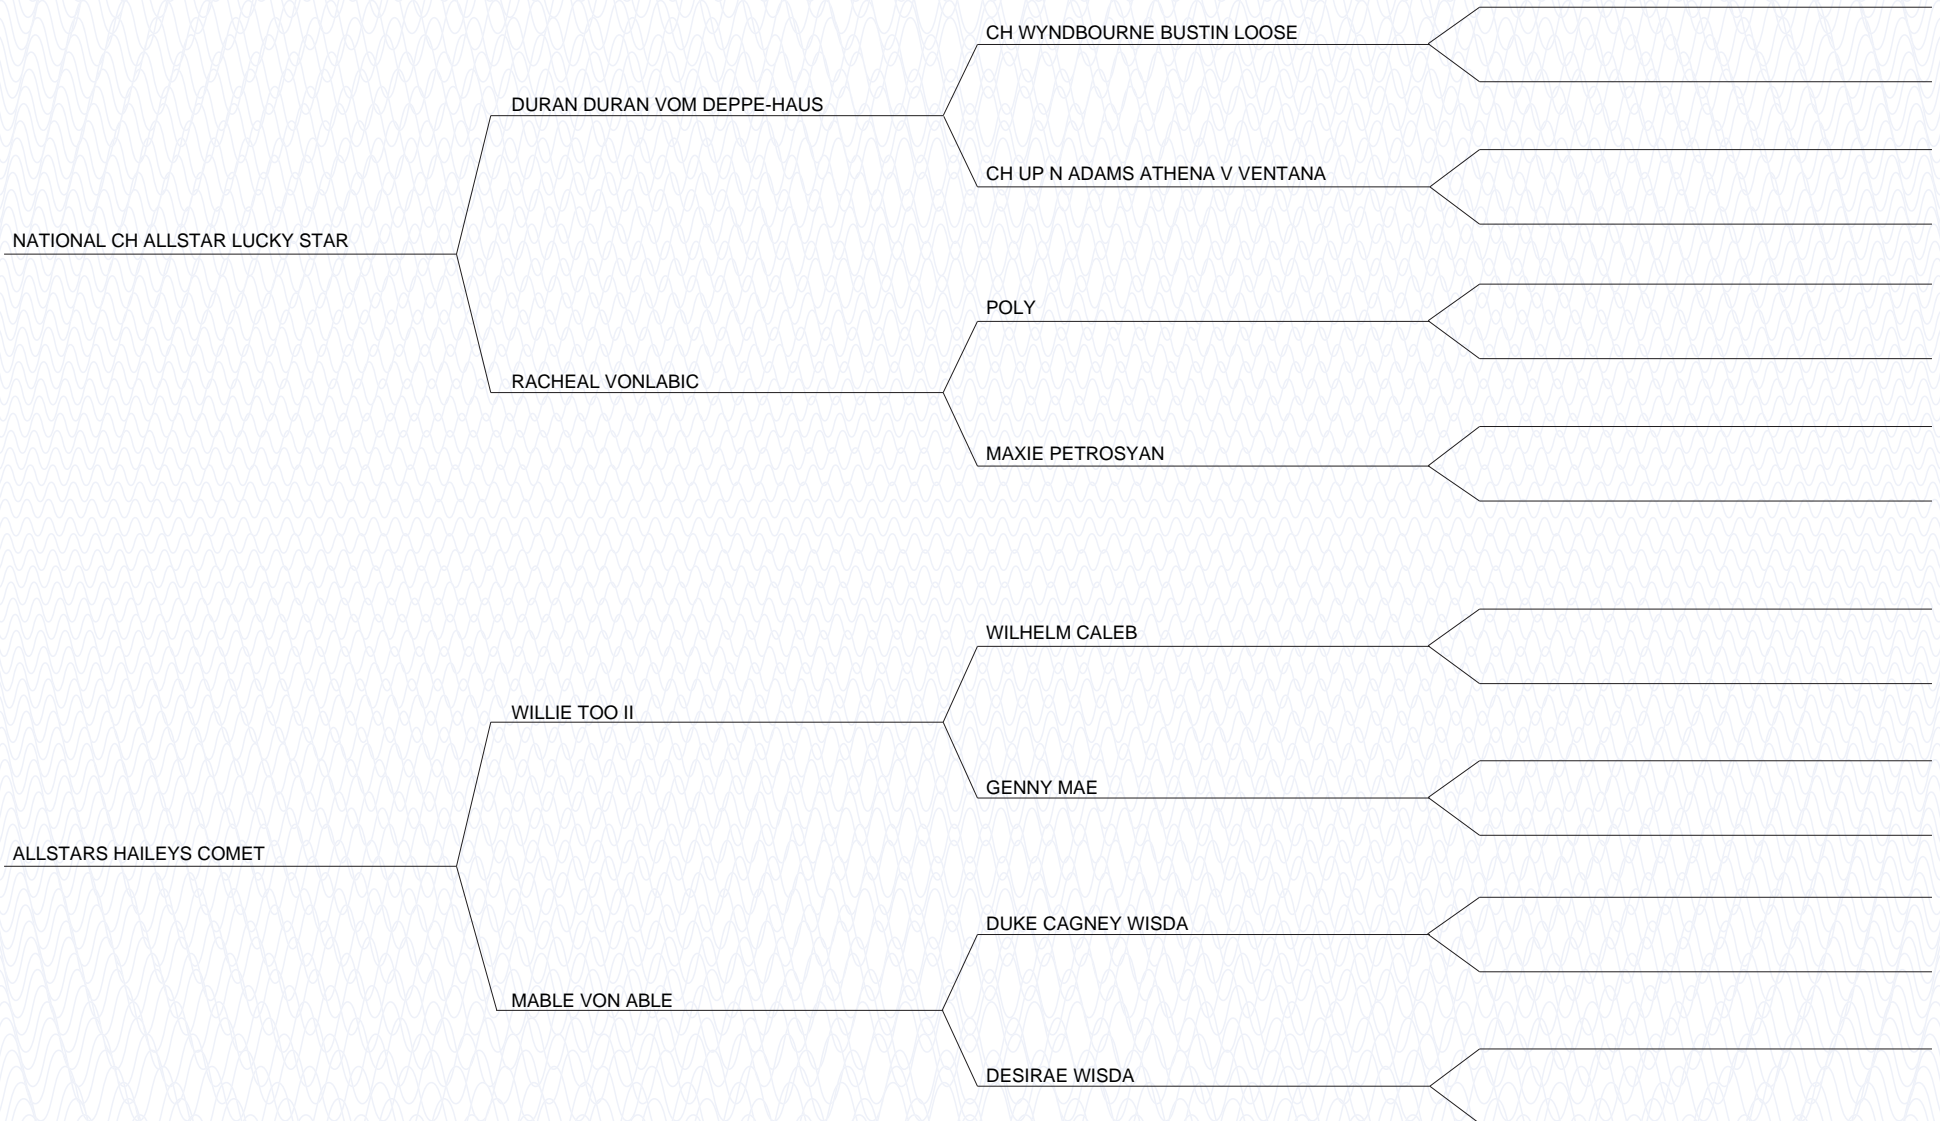 CH WYNDBOURNE BUSTIN LOOSE
DURAN DURAN VOM DEPPE-HAUS
CH UP N ADAMS ATHENA V VENTANA
NATIONAL CH ALLSTAR LUCKY STAR
POLY
RACHEAL VONLABIC
MAXIE PETROSYAN
WILHELM CALEB
WILLIE TOO II
GENNY MAE
ALLSTARS HAILEYS COMET
DUKE CAGNEY WISDA
MABLE VON ABLE
DESIRAE WISDA